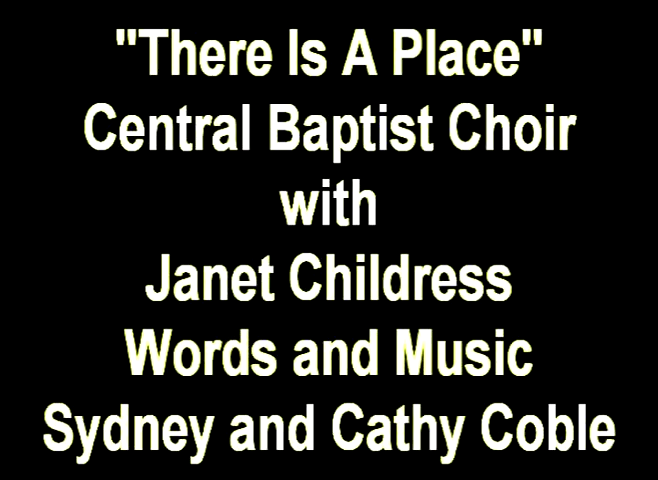 "There Is A Place"
Central Baptist Choir
with
Janet Childress
Words and Music
Sydney and Cathy Coble